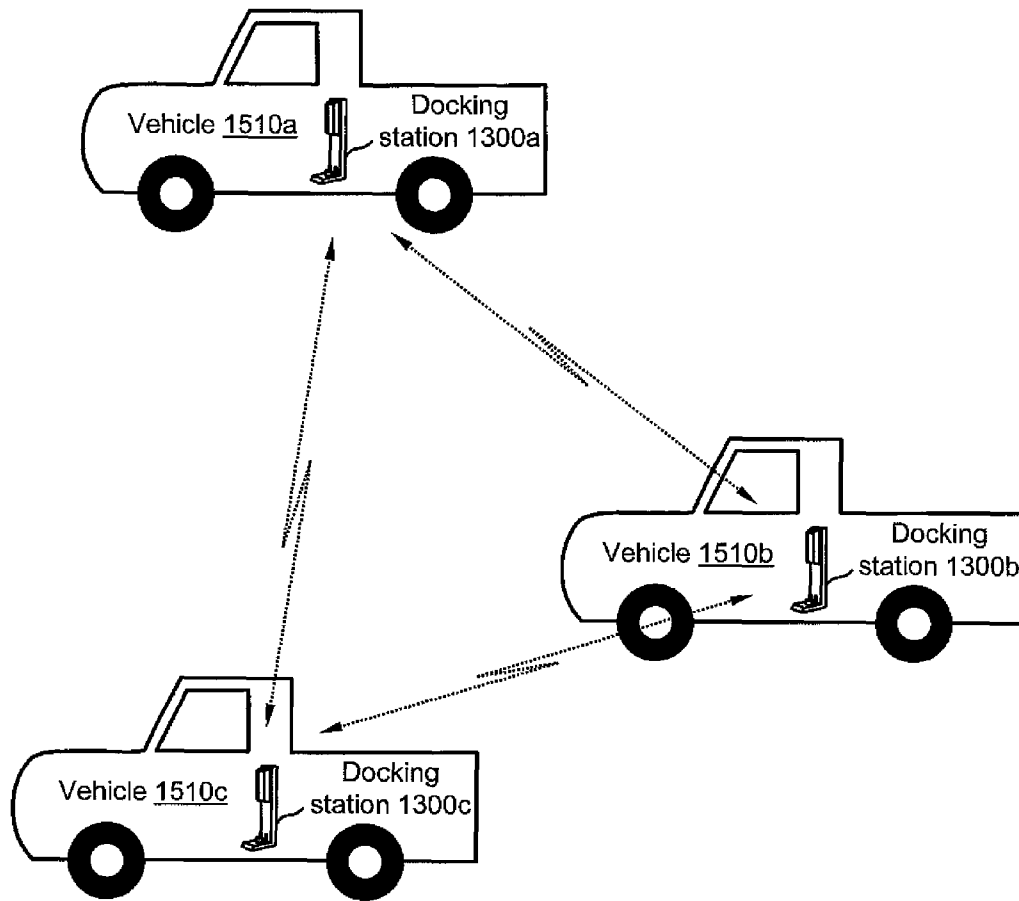 Vehicle 1510a
Docking
station 1300a
Vehicle 1510b
Docking
station 1300b
Vehicle 1510c
Docking
station 1300c